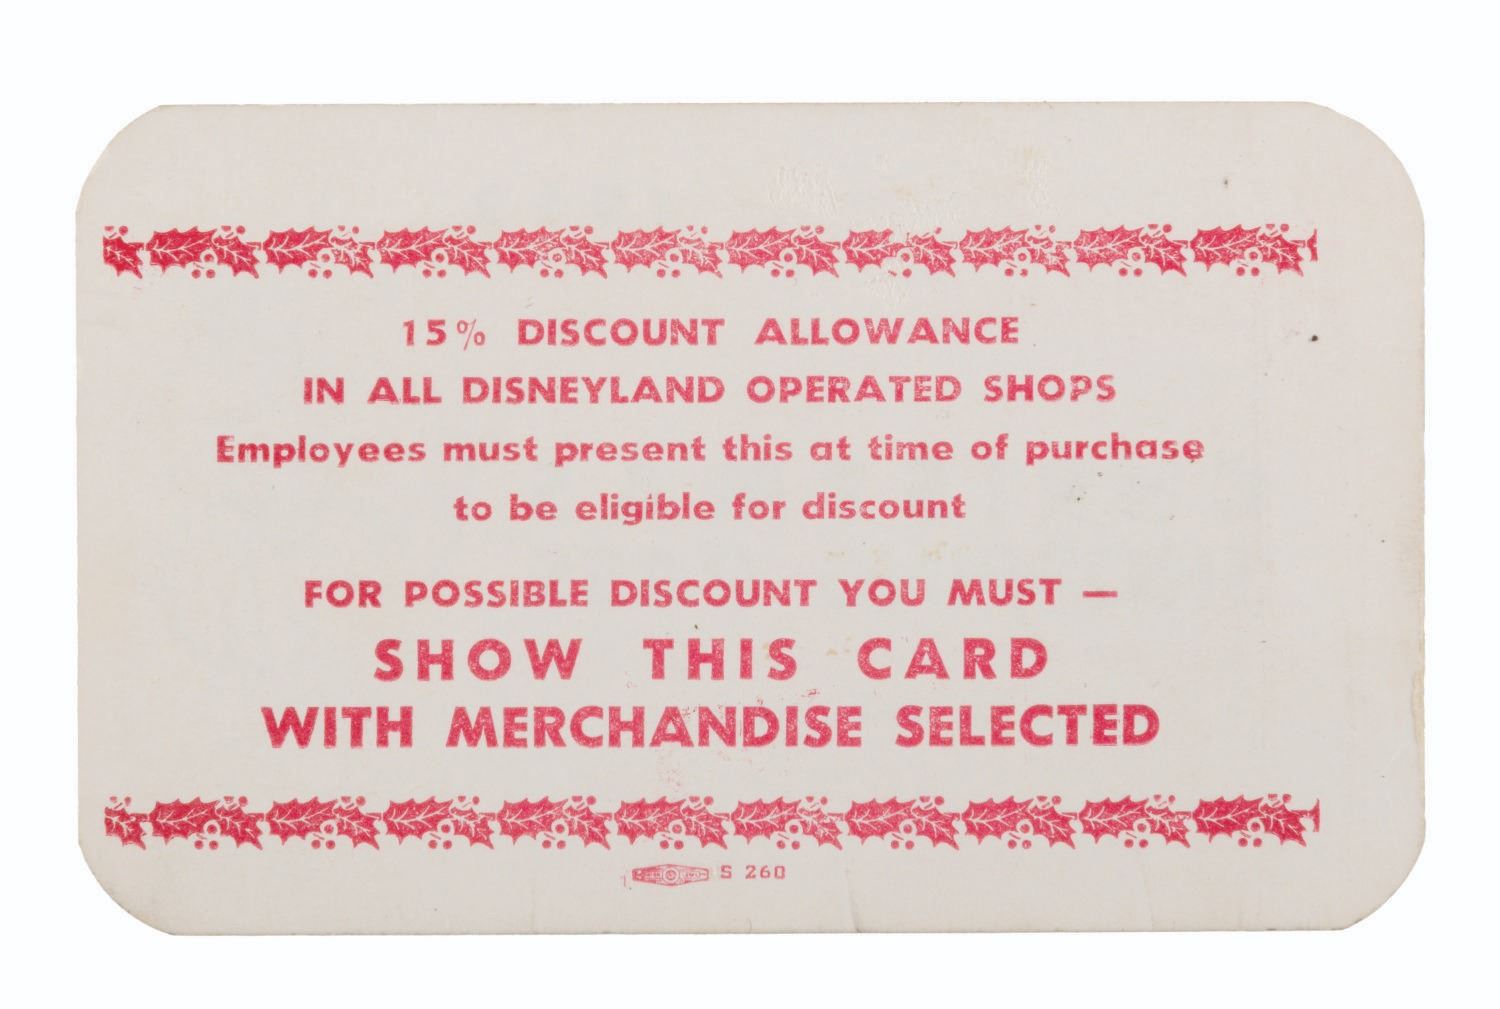 15% DISCOUNT ALLOWANCE
IN ALL DISNEYLAND OPERATED SHOPS
Employees must present this at time of purchase
to be eligible for discount
FOR POSSIBLE DISCOUNT YOU MUST —
SHOW THIS CARD
WITH MERCHANDISE SELECTED
S 260